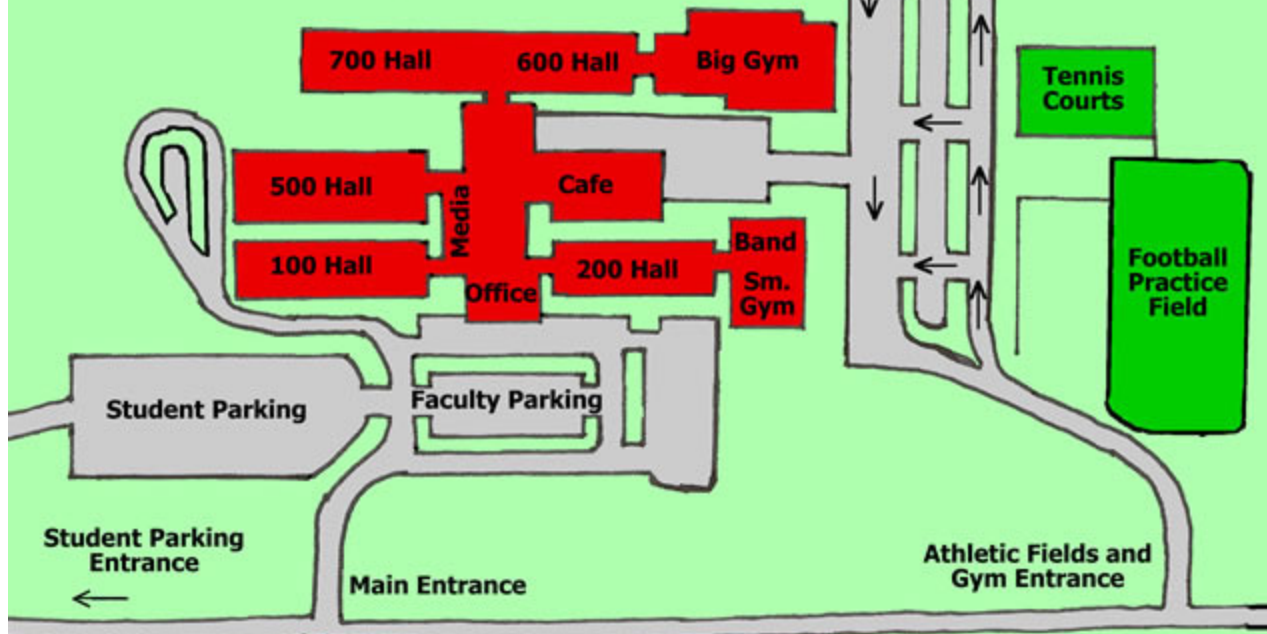 700 Hall
600 Hall
Big Gym
Tennis
Courts
500 Hall
Cafe
Media
100 Hall
200 Hall
Band
Sm.
Gym
Office
Football
Practice
Field
Student Parking
Faculty Parking
Student Parking
Entrance
Main Entrance
Athletic Fields and
Gym Entrance